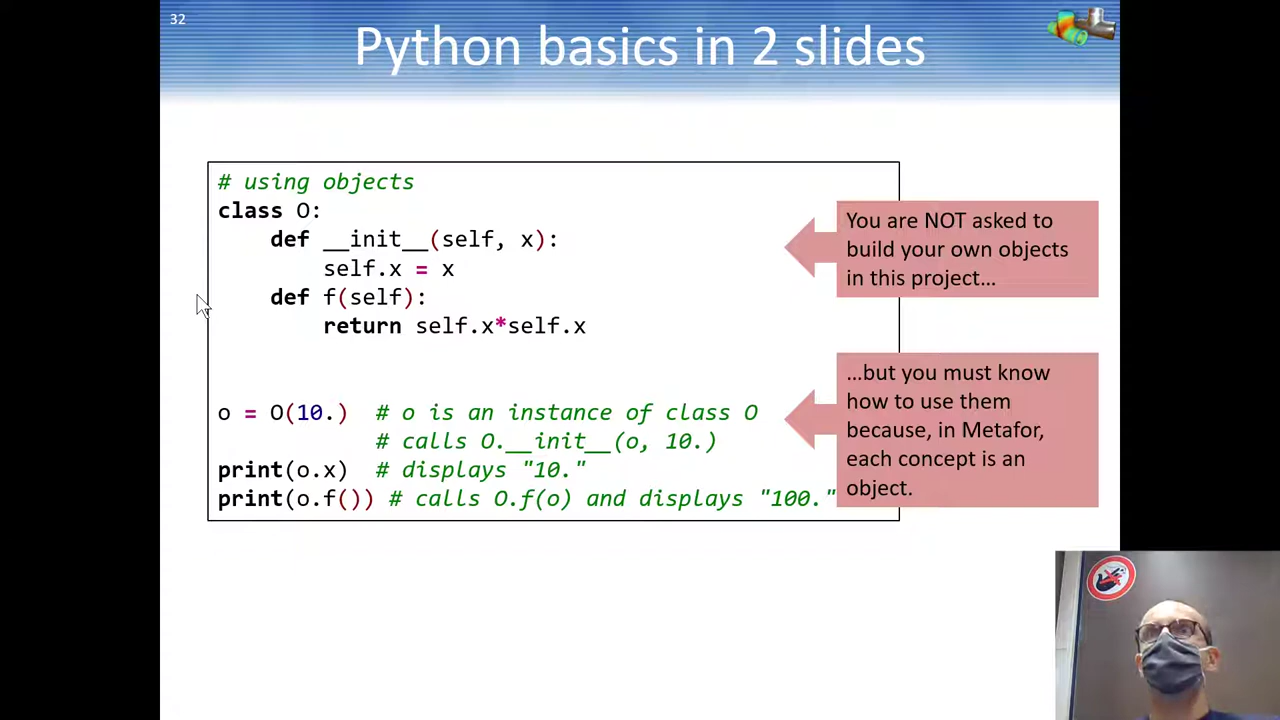 32
Python basics in 2 slides
# using objects
class O:
def __init__(self, x):
self.x = x
def f(self):
return self.x*self.x
o = O(10.) # o is an instance of class O
# calls O.__init__(o, 10.)
print(o.x) # displays "10."
print(o.f()) # calls O.f(o) and displays "100."
You are NOT asked to
build your own objects
in this project…
…but you must know
how to use them
because, in Metafor,
each concept is an
object.